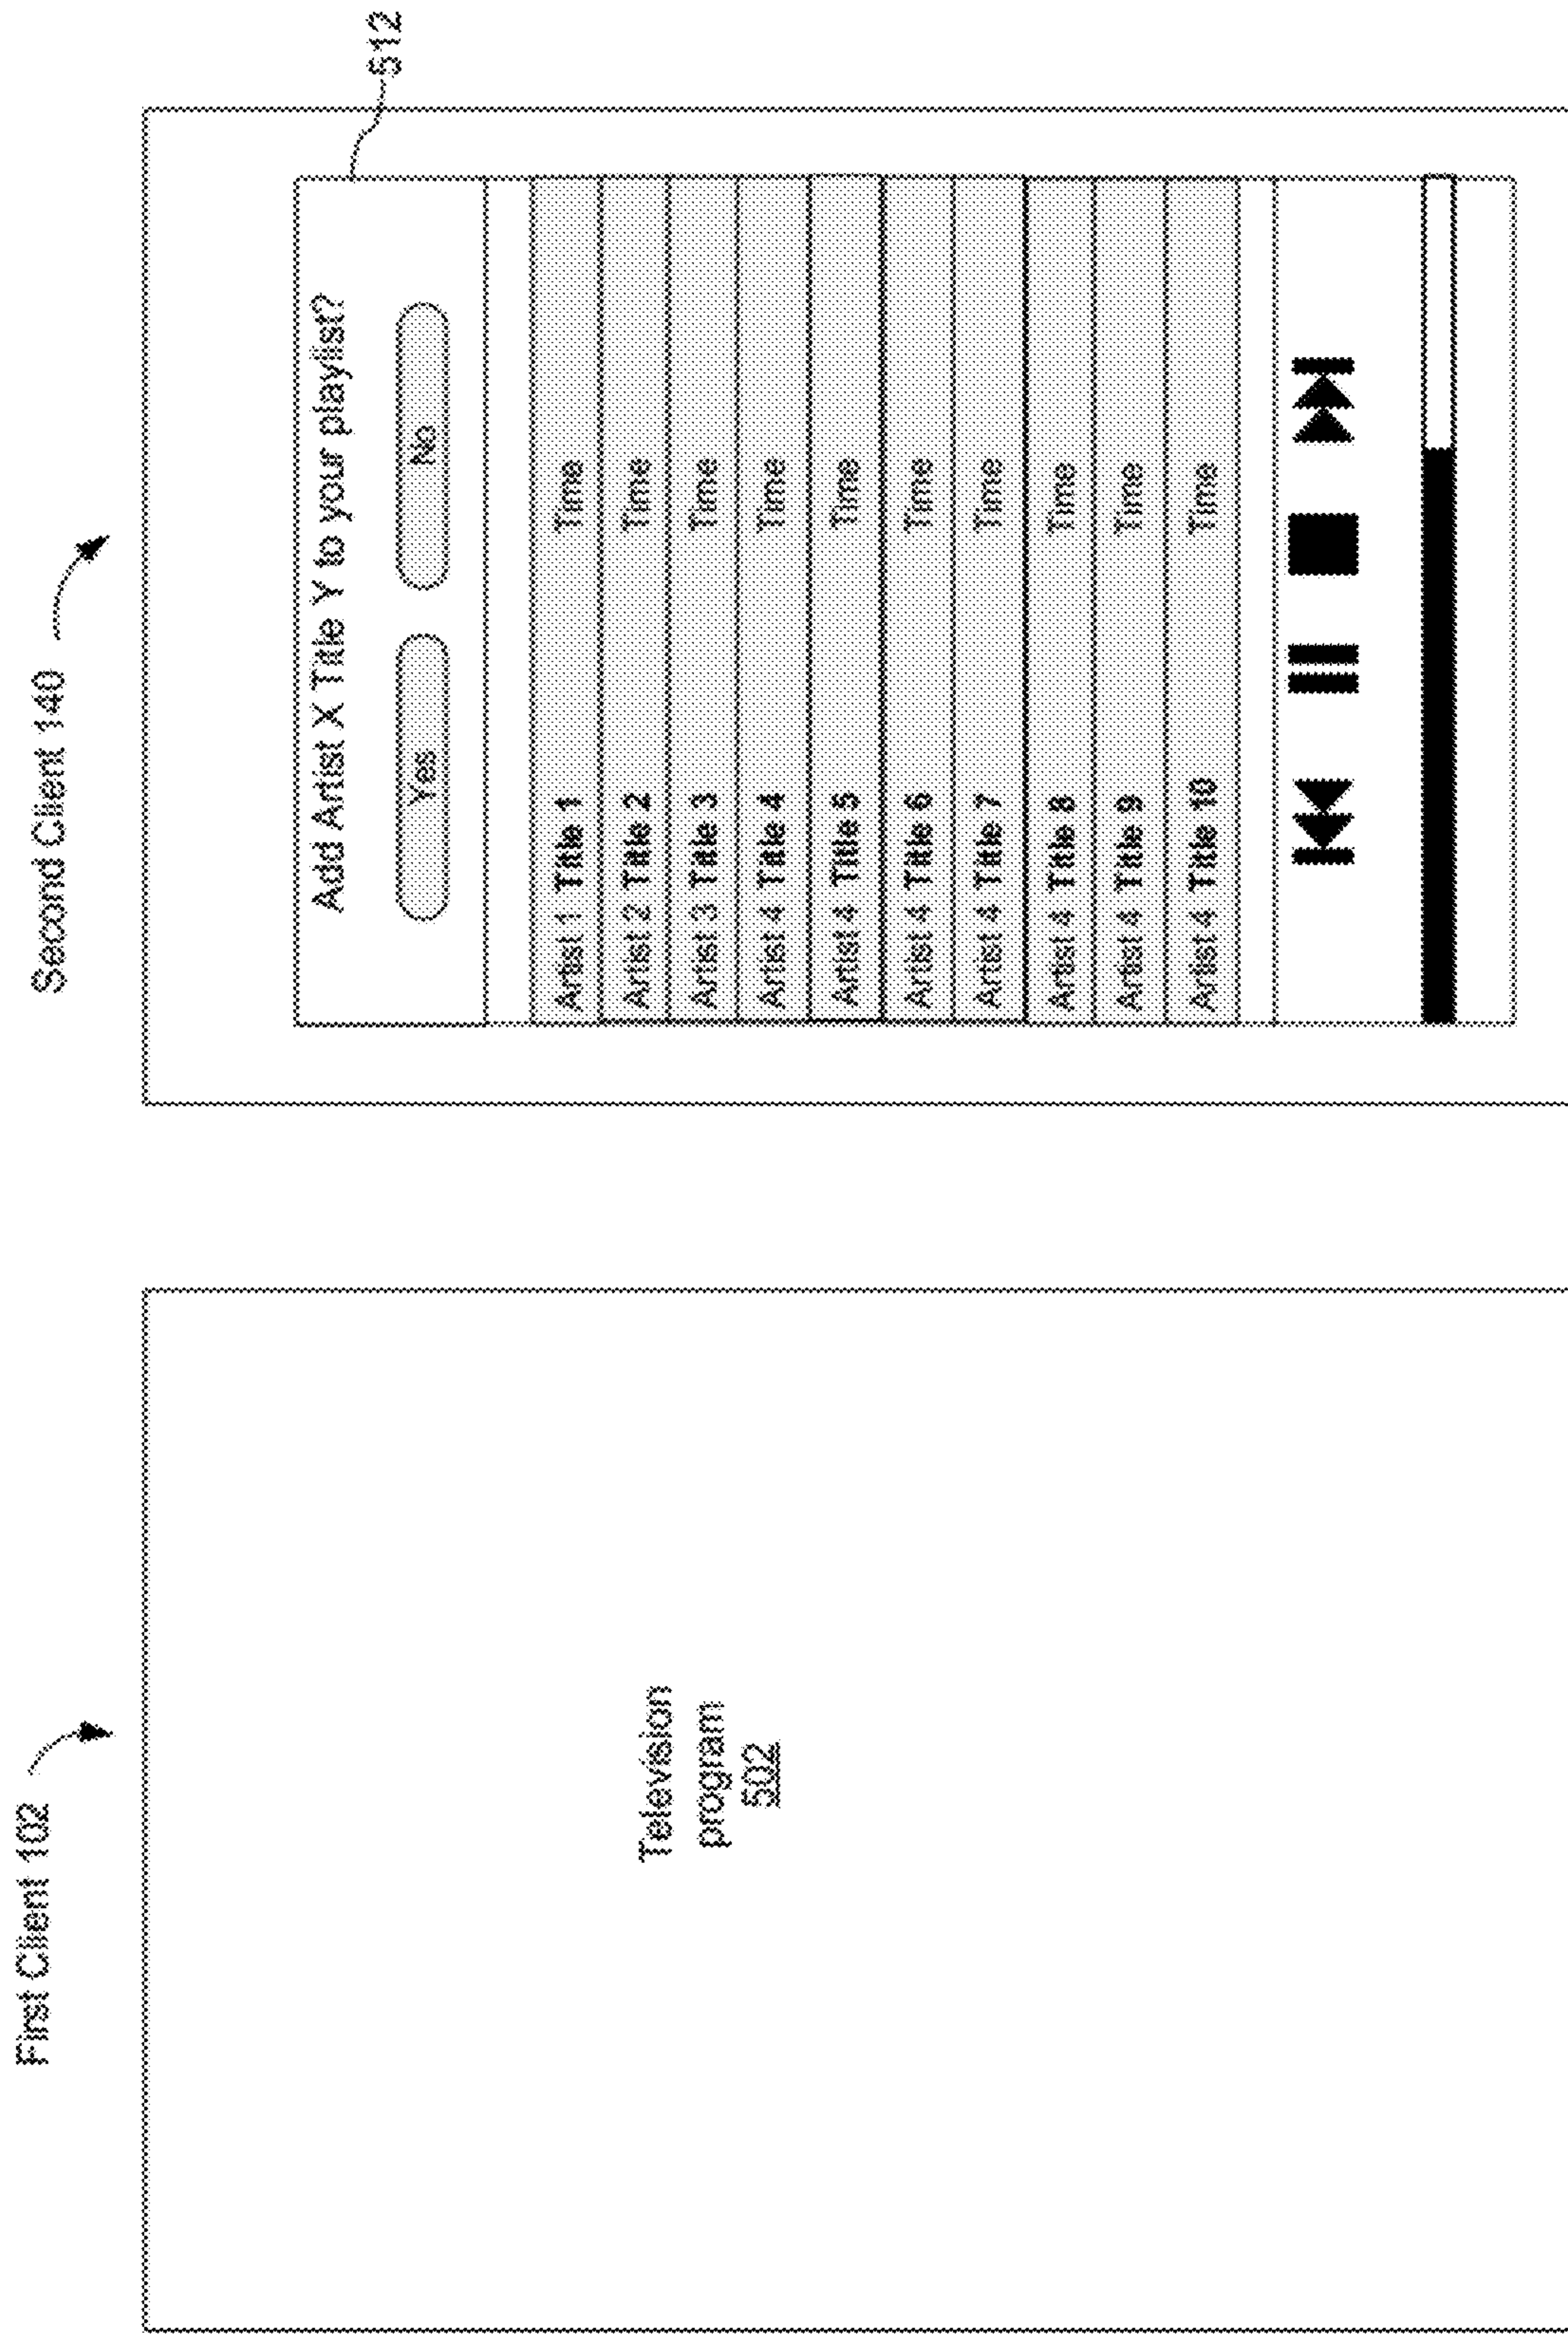 First Client 102
Television
program
502
Second Client 140
512
Add Artist X Title Y to your playlist?
Yes
No
Artist 1 Title 1 Time
Artist 2 Title 2 Time
Artist 3 Title 3 Time
Artist 4 Title 4 Time
Artist 4 Title 5 Time
Artist 4 Title 6 Time
Artist 4 Title 7 Time
Artist 4 Title 8 Time
Artist 4 Title 9 Time
Artist 4 Title 10 Time